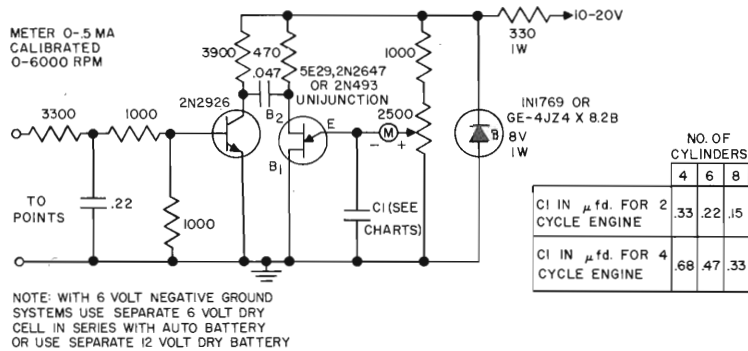 METER 0-.5 MA
CALIBRATED
0-6000 RPM
10-20V
330
1W
3900
470
1000
.047
5E29,2N2647
OR 2N493
UNIJUNCTION
2N2926
B2
E
2500
M
- +
B1
3300
1000
IN1769 OR
GE-4JZ4 X 8.2B
B
8V
1W
TO
POINTS
.22
1000
C1 (SEE
CHARTS)
NO. OF
CYLINDERS
4 6 8
C1 IN µfd. FOR 2
CYCLE ENGINE
.33 .22 .15
C1 IN µfd. FOR 4
CYCLE ENGINE
.68 .47 .33
NOTE: WITH 6 VOLT NEGATIVE GROUND
SYSTEMS USE SEPARATE 6 VOLT DRY
CELL IN SERIES WITH AUTO BATTERY
OR USE SEPARATE 12 VOLT DRY BATTERY